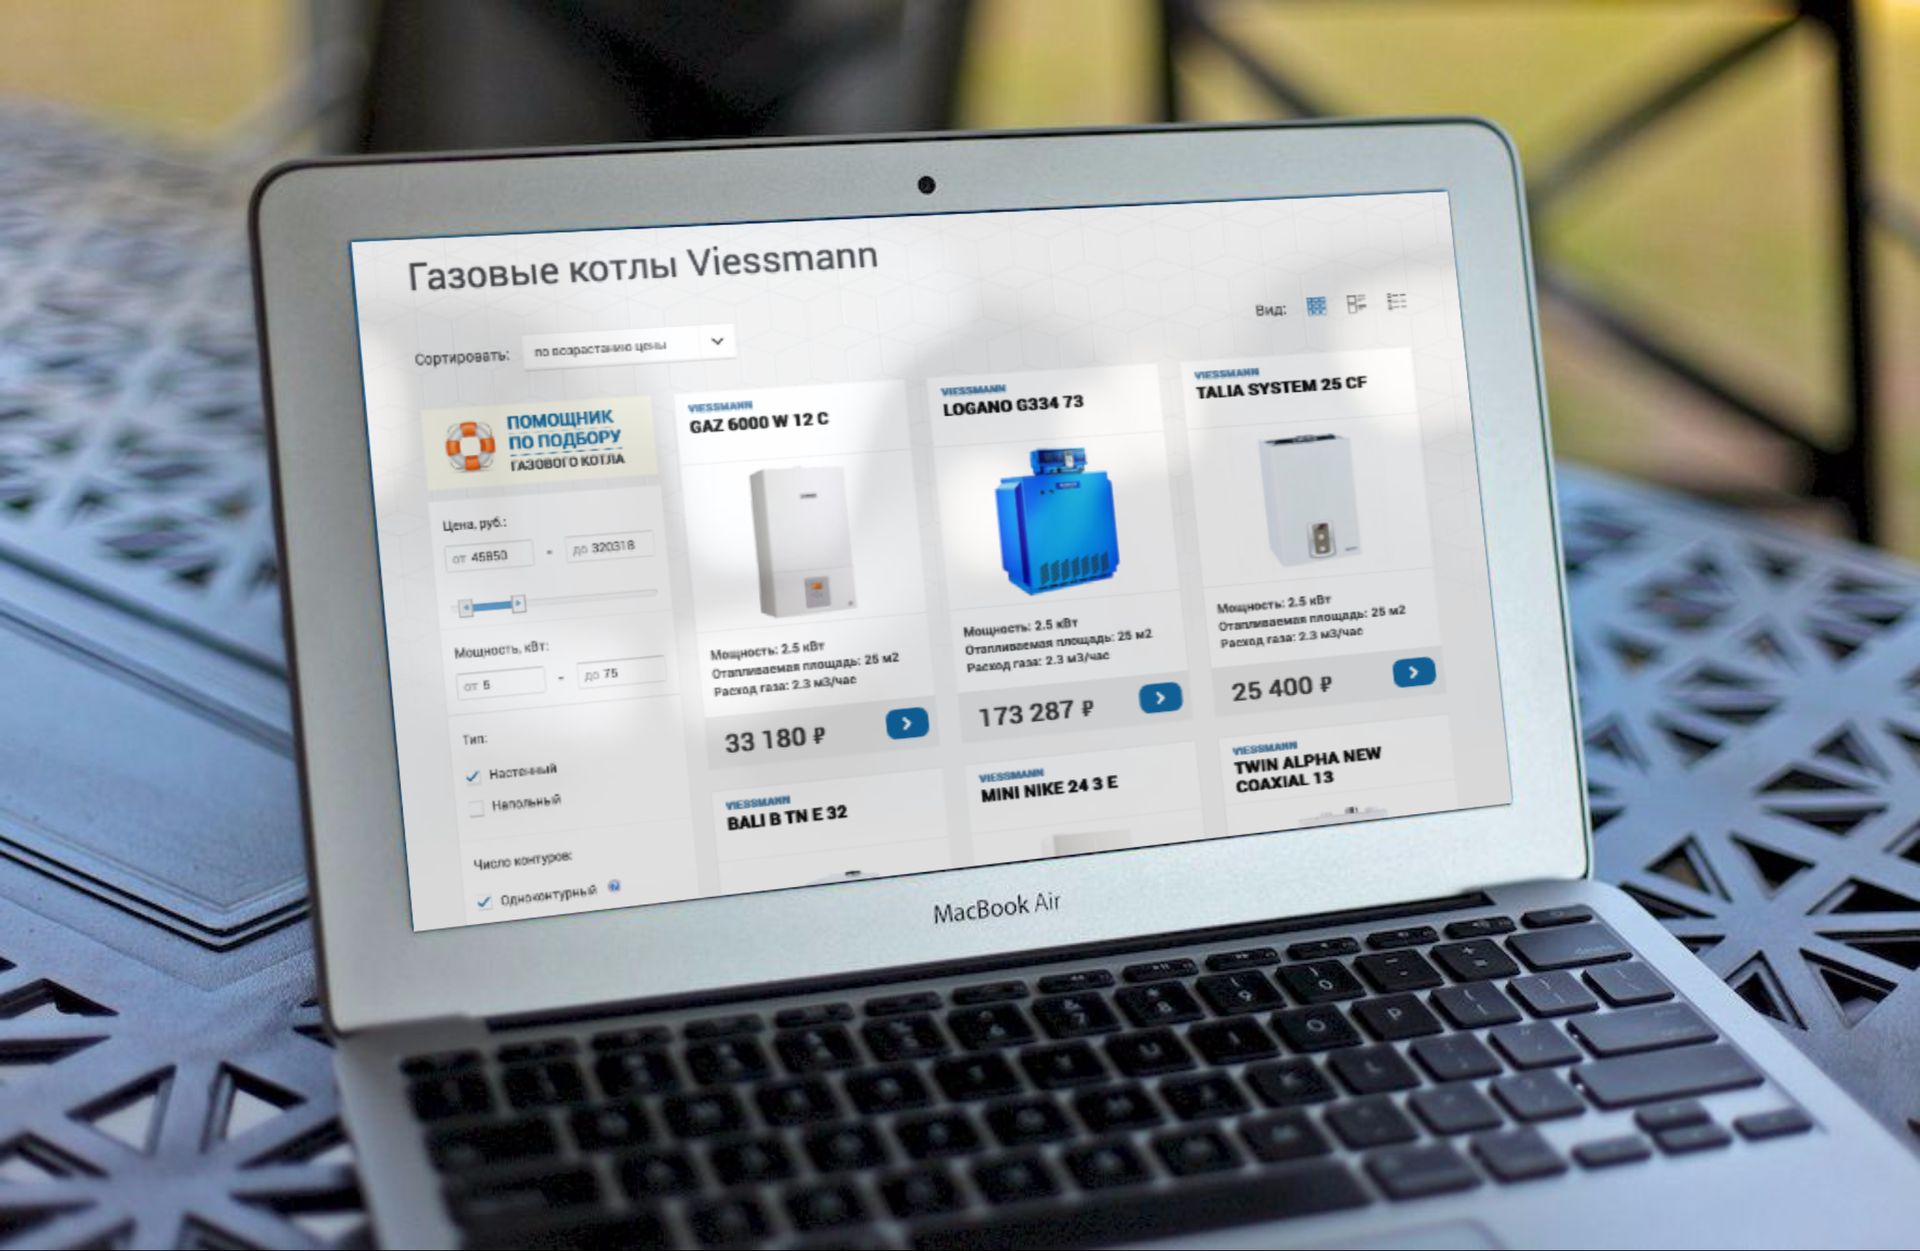 Газовые котлы Viessmann
Сортировать: по возрастанию цены
Вид:
ПОМОЩНИК
ПО ПОДБОРУ
ГАЗОВОГО КОТЛА
Цена, руб.:
от 45850 - до 320318
Мощность, кВт:
от 5 - до 75
Тип:
Настенный
Напольный
Число контуров:
Одноконтурный
VIESSMANN
GAZ 6000 W 12 C
Мощность: 2.5 кВт
Отапливаемая площадь: 25 м2
Расход газа: 2.3 м3/час
33 180 ₽
VIESSMANN
LOGANO G334 73
Мощность: 2.5 кВт
Отапливаемая площадь: 25 м2
Расход газа: 2.3 м3/час
173 287 ₽
VIESSMANN
TALIA SYSTEM 25 CF
Мощность: 2.5 кВт
Отапливаемая площадь: 25 м2
Расход газа: 2.3 м3/час
25 400 ₽
VIESSMANN
BALI B TN E 32
VIESSMANN
MINI NIKE 24 3 E
VIESSMANN
TWIN ALPHA NEW
COAXIAL 13
MacBook Air
delete